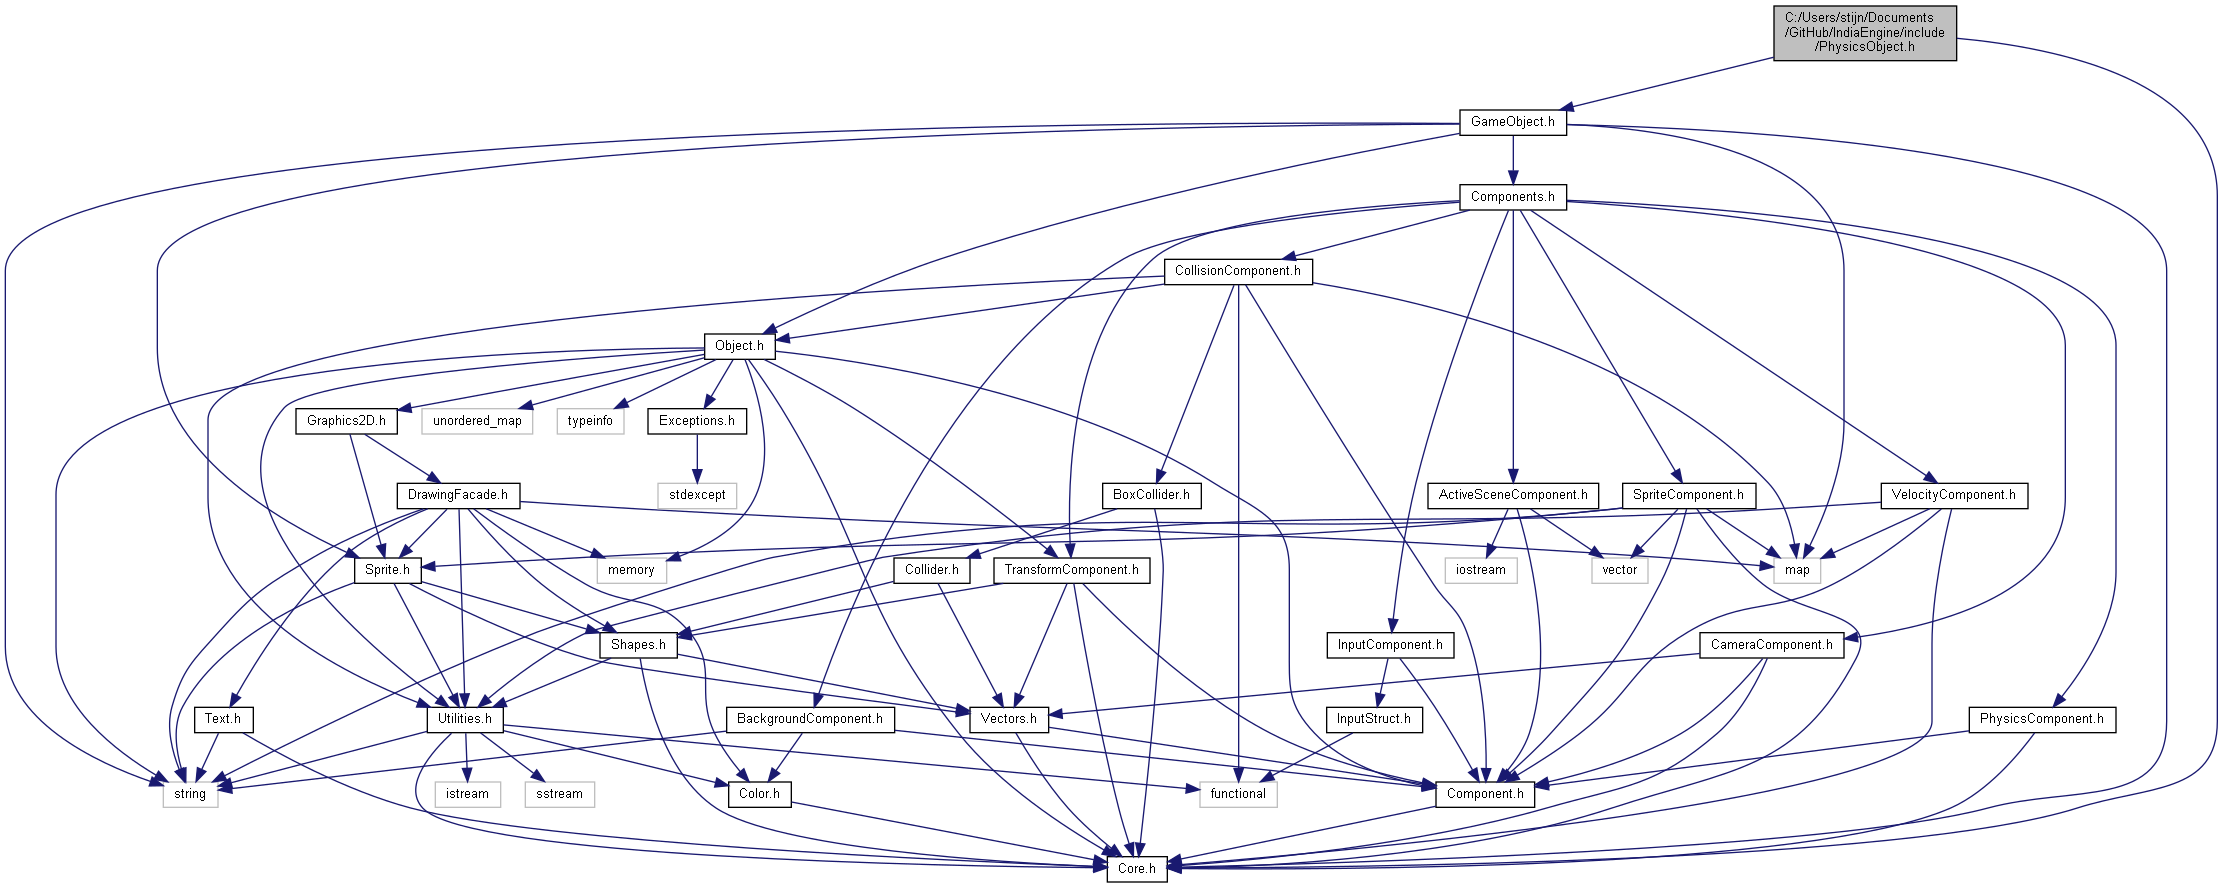 C:/Users/stijn/Documents
/GitHub/IndiaEngine/include
/PhysicsObject.h
GameObject.h
Components.h
CollisionComponent.h
Object.h
Graphics2D.h
unordered_map
typeinfo
Exceptions.h
DrawingFacade.h
stdexcept
BoxCollider.h
ActiveSceneComponent.h
SpriteComponent.h
VelocityComponent.h
Sprite.h
memory
Collider.h
TransformComponent.h
iostream
vector
map
Shapes.h
InputComponent.h
CameraComponent.h
Text.h
Utilities.h
BackgroundComponent.h
Vectors.h
InputStruct.h
PhysicsComponent.h
string
istream
sstream
Color.h
functional
Component.h
Core.h